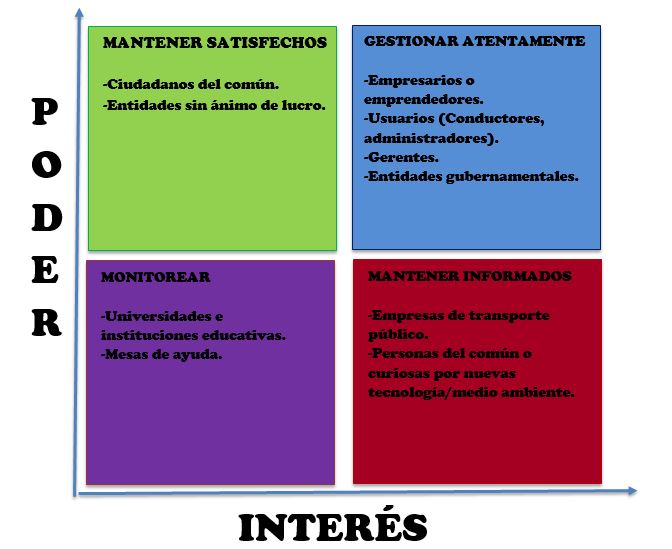 PODER
MANTENER SATISFECHOS
-Ciudadanos del común.
-Entidades sin ánimo de lucro.
GESTIONAR ATENTAMENTE
-Empresarios o
emprendedores.
-Usuarios (Conductores,
administradores).
-Gerentes.
-Entidades gubernamentales.
MONITOREAR
-Universidades e
instituciones educativas.
-Mesas de ayuda.
MANTENER INFORMADOS
-Empresas de transporte
público.
-Personas del común o
curiosas por nuevas
tecnología/medio ambiente.
INTERÉS